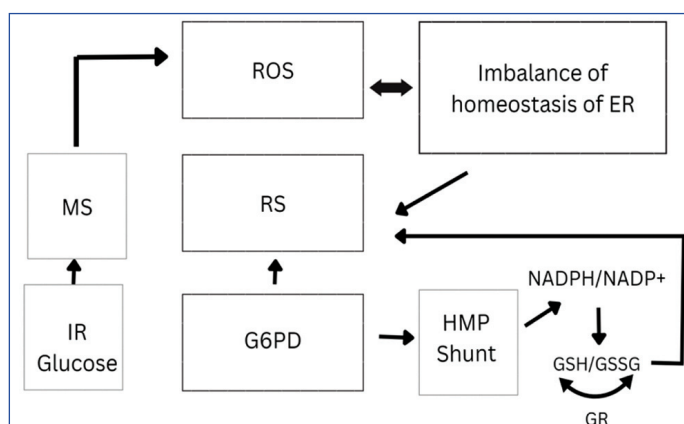 ROS
Imbalance of
homeostasis of ER
MS
RS
IR
Glucose
G6PD
HMP
Shunt
NADPH/NADP+
GSH/GSSG
GR